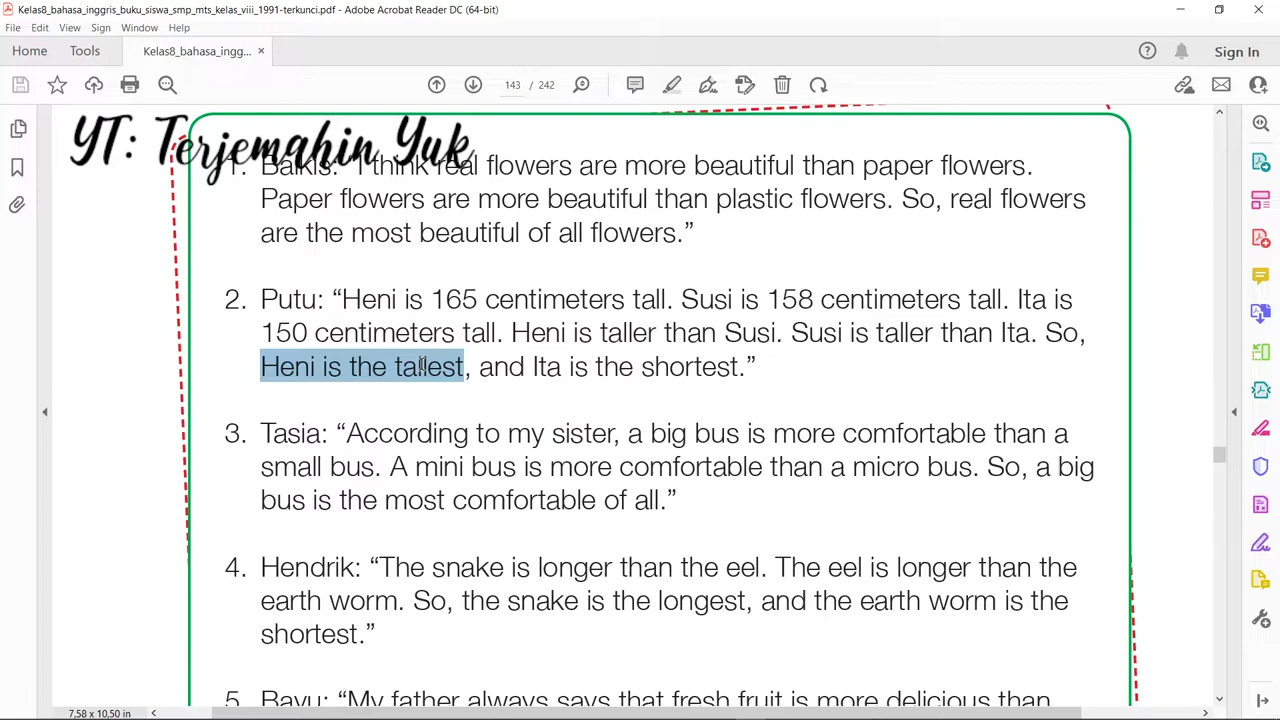 Kelas8_bahasa_inggris_buku_siswa_smp_mts_kelas_viii_1991-terkunci.pdf - Adobe Acrobat Reader DC (64-bit)
File Edit View Sign Window Help
Home Tools Kelas8_bahasa_ingg... × Sign In
143 / 242
YT: Terjemahin Yuk
1. Balkis: “I think real flowers are more beautiful than paper flowers.
Paper flowers are more beautiful than plastic flowers. So, real flowers
are the most beautiful of all flowers.”
2. Putu: “Heni is 165 centimeters tall. Susi is 158 centimeters tall. Ita is
150 centimeters tall. Heni is taller than Susi. Susi is taller than Ita. So,
Heni is the tallest, and Ita is the shortest.”
3. Tasia: “According to my sister, a big bus is more comfortable than a
small bus. A mini bus is more comfortable than a micro bus. So, a big
bus is the most comfortable of all.”
4. Hendrik: “The snake is longer than the eel. The eel is longer than the
earth worm. So, the snake is the longest, and the earth worm is the
shortest.”
5. Bayu: “My father always says that fresh fruit is more delicious than
7,58 x 10,50 in